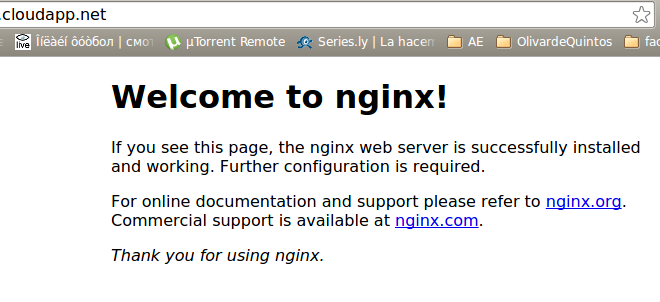 .cloudapp.net
live Îíëàéí ôóòбол | смот
µTorrent Remote
Series.ly | La hacen
AE
OlivardeQuintos
fac
Welcome to nginx!
If you see this page, the nginx web server is successfully installed
and working. Further configuration is required.
For online documentation and support please refer to nginx.org.
Commercial support is available at nginx.com.
Thank you for using nginx.